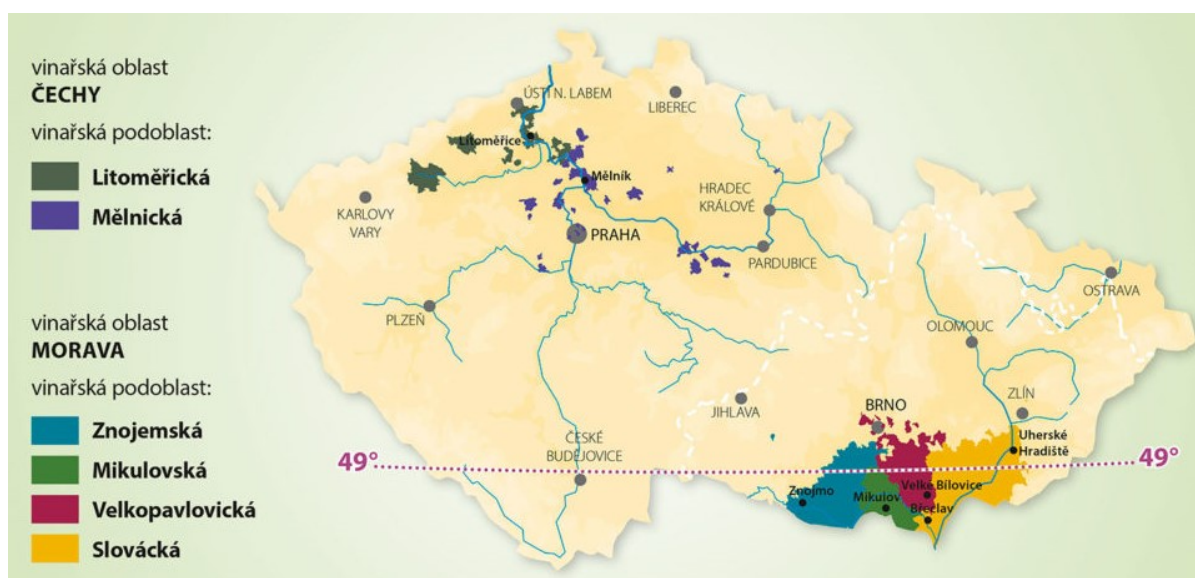 vinařská oblast
ČECHY
vinařská podoblast:
Litoměřická
Mělnická
vinařská oblast
MORAVA
vinařská podoblast:
Znojemská
Mikulovská
Velkopavlovická
Slovácká
ÚSTÍ N. LABEM
LIBEREC
Litoměřice
Mělník
KARLOVY
VARY
HRADEC
KRÁLOVÉ
PRAHA
PARDUBICE
PLZEŇ
OSTRAVA
OLOMOUC
JIHLAVA
ZLÍN
BRNO
ČESKÉ
BUDĚJOVICE
Uherské
Hradiště
49°
49°
Znojmo
Mikulov
Velké Bílovice
Břeclav